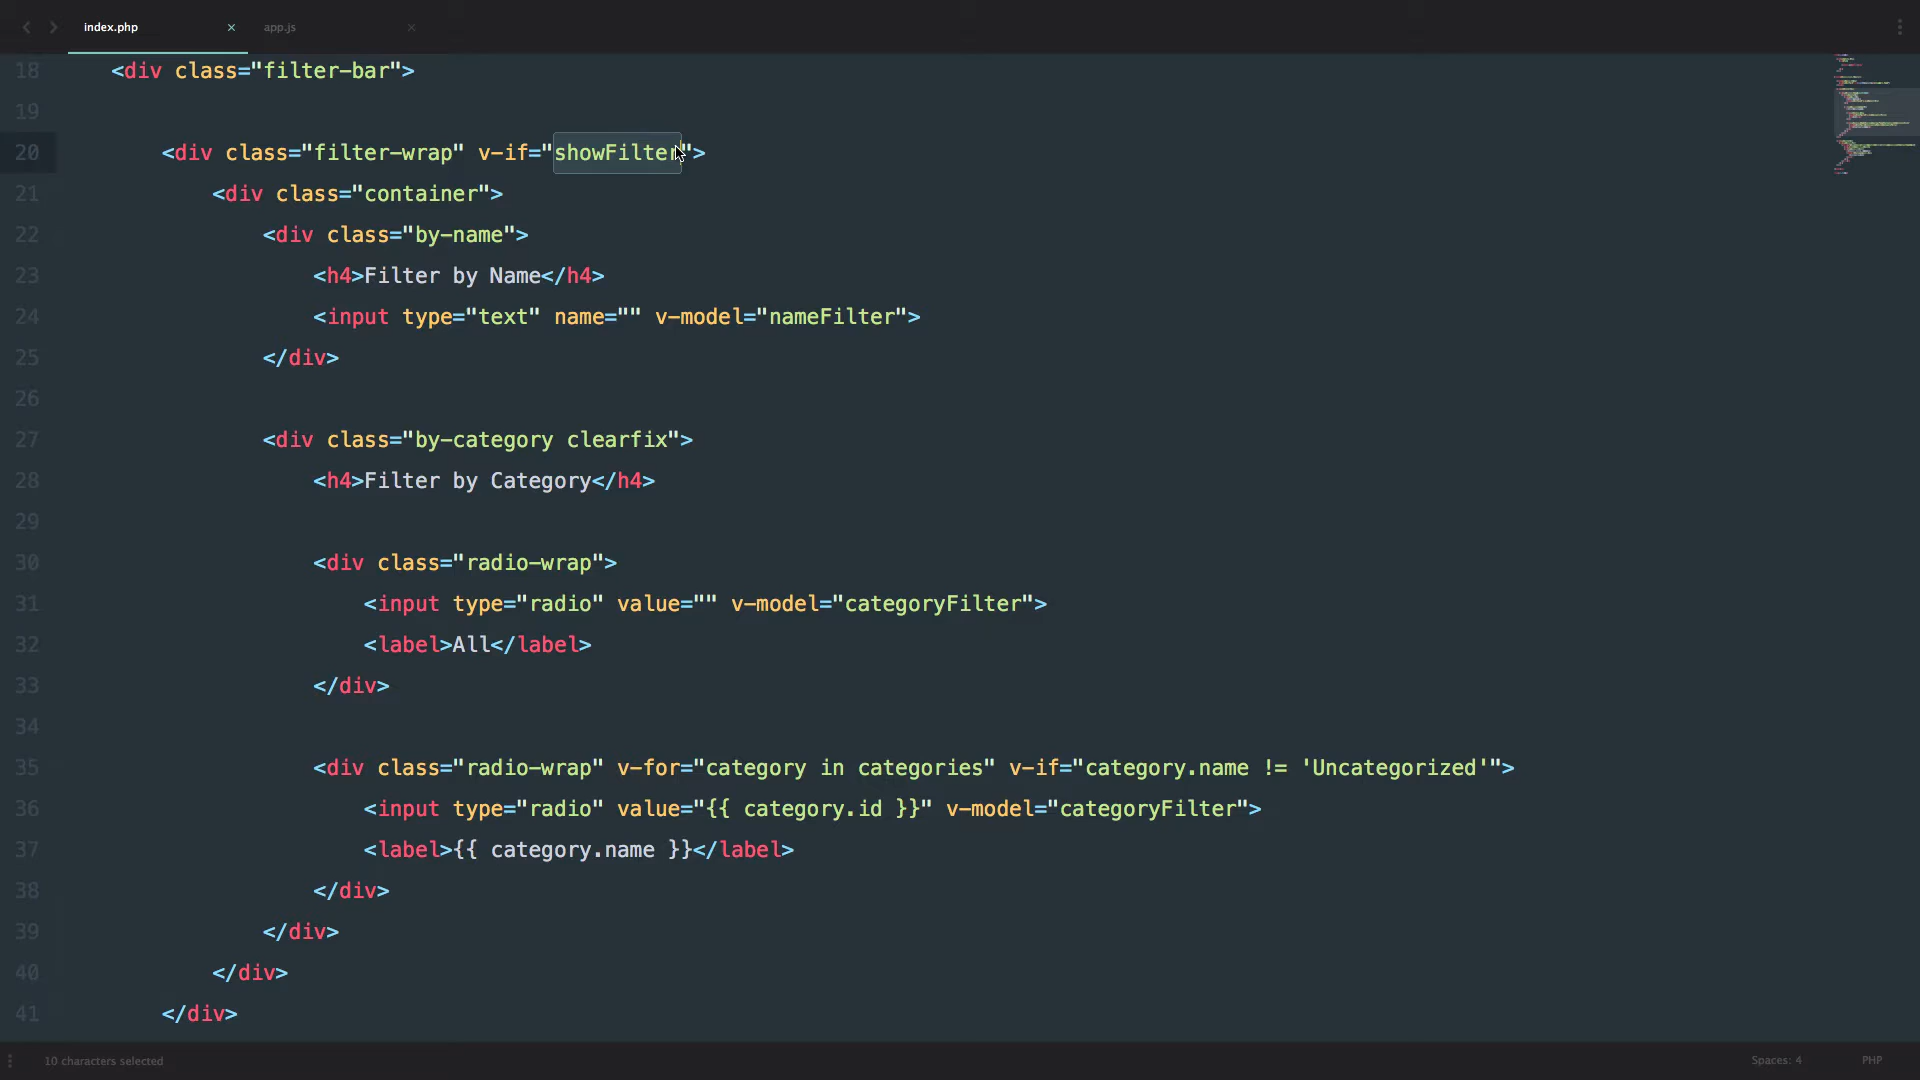 index.php × app.js ×
18 <div class="filter-bar">
19
20 <div class="filter-wrap" v-if="showFilter">
21 <div class="container">
22 <div class="by-name">
23 <h4>Filter by Name</h4>
24 <input type="text" name="" v-model="nameFilter">
25 </div>
26
27 <div class="by-category clearfix">
28 <h4>Filter by Category</h4>
29
30 <div class="radio-wrap">
31 <input type="radio" value="" v-model="categoryFilter">
32 <label>All</label>
33 </div>
34
35 <div class="radio-wrap" v-for="category in categories" v-if="category.name != 'Uncategorized'">
36 <input type="radio" value="{{ category.id }}" v-model="categoryFilter">
37 <label>{{ category.name }}</label>
38 </div>
39 </div>
40 </div>
41 </div>
10 characters selected Spaces: 4 PHP